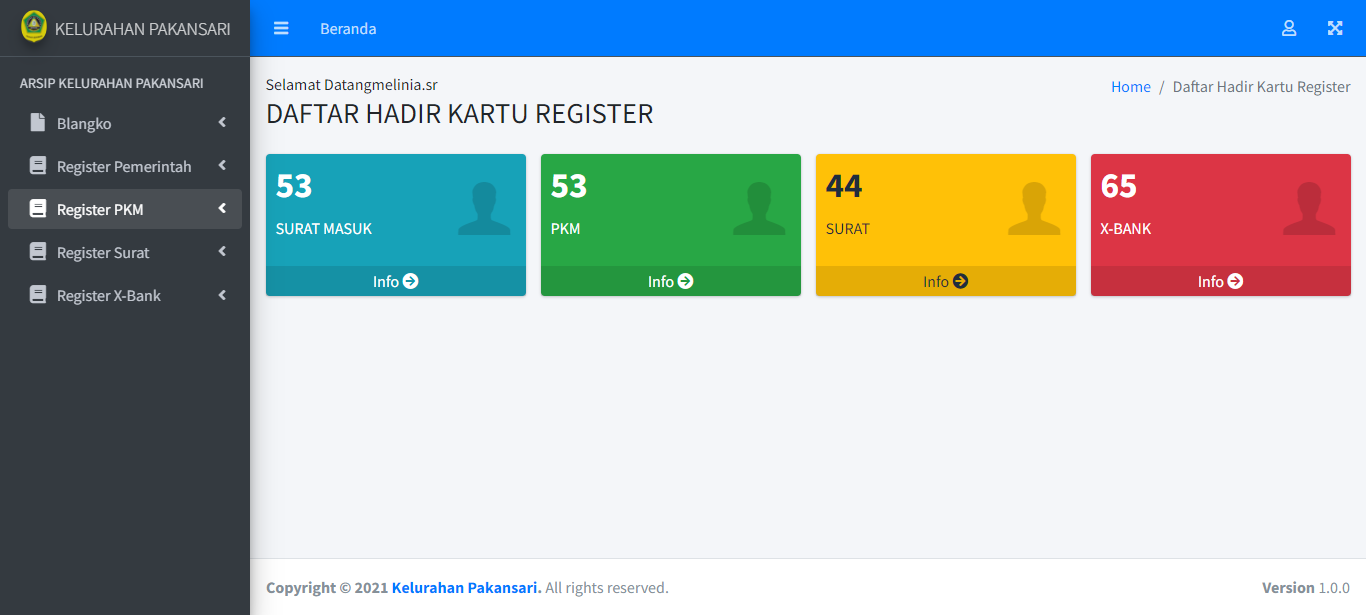 KELURAHAN PAKANSARI
Beranda
ARSIP KELURAHAN PAKANSARI
Blangko
Register Pemerintah
Register PKM
Register Surat
Register X-Bank
Selamat Datangmelinia.sr
DAFTAR HADIR KARTU REGISTER
Home / Daftar Hadir Kartu Register
53
SURAT MASUK
Info
53
PKM
Info
44
SURAT
Info
65
X-BANK
Info
Copyright © 2021 Kelurahan Pakansari. All rights reserved.
Version 1.0.0